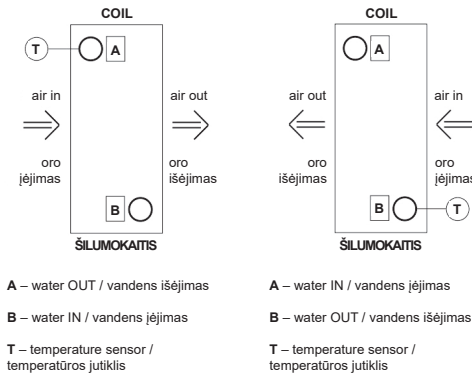 COIL
T
A
air in
air out
oro
įėjimas
oro
išėjimas
B
ŠILUMOKAITIS
A – water OUT / vandens išėjimas
B – water IN / vandens įėjimas
T – temperature sensor /
temperatūros jutiklis
COIL
A
air out
air in
oro
išėjimas
oro
įėjimas
B
T
ŠILUMOKAITIS
A – water IN / vandens įėjimas
B – water OUT / vandens išėjimas
T – temperature sensor /
temperatūros jutiklis